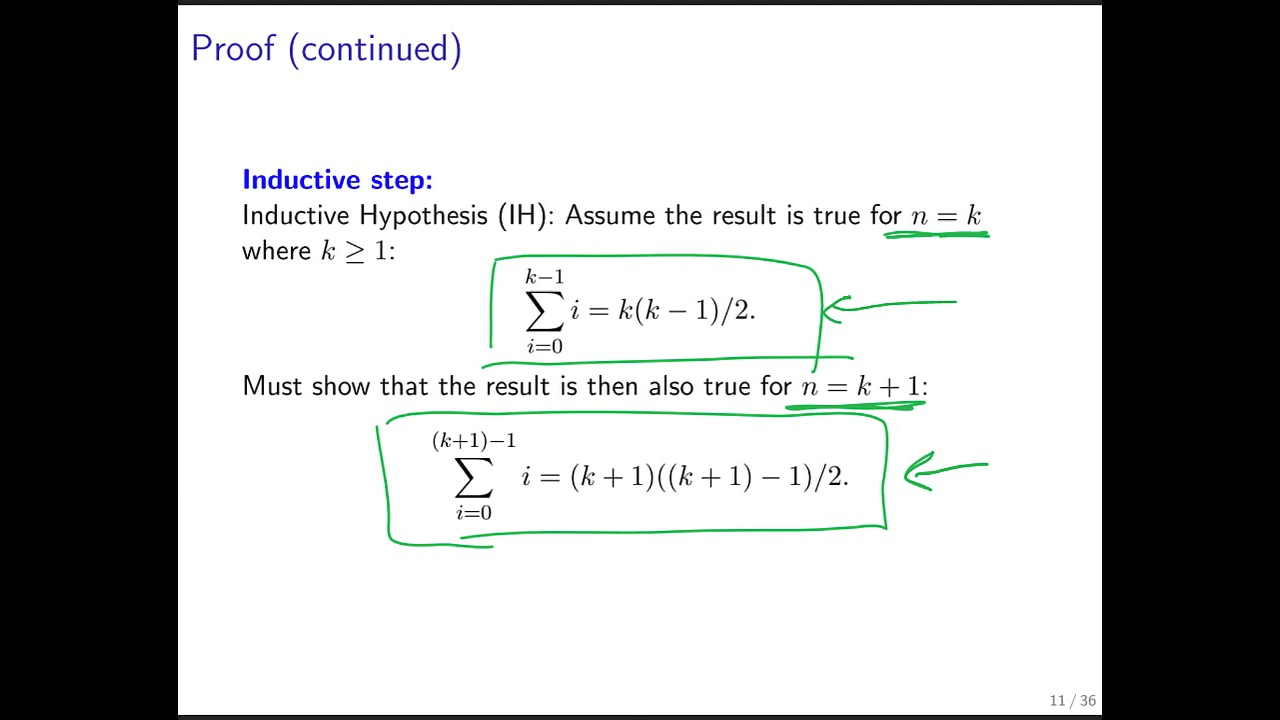 Proof (continued)
Inductive step:
Inductive Hypothesis (IH): Assume the result is true for n = k
where k ≥ 1:
k−1
∑ i = k(k − 1)/2.
i=0
Must show that the result is then also true for n = k + 1:
(k+1)−1
∑ i = (k + 1)((k + 1) − 1)/2.
i=0
11 / 36